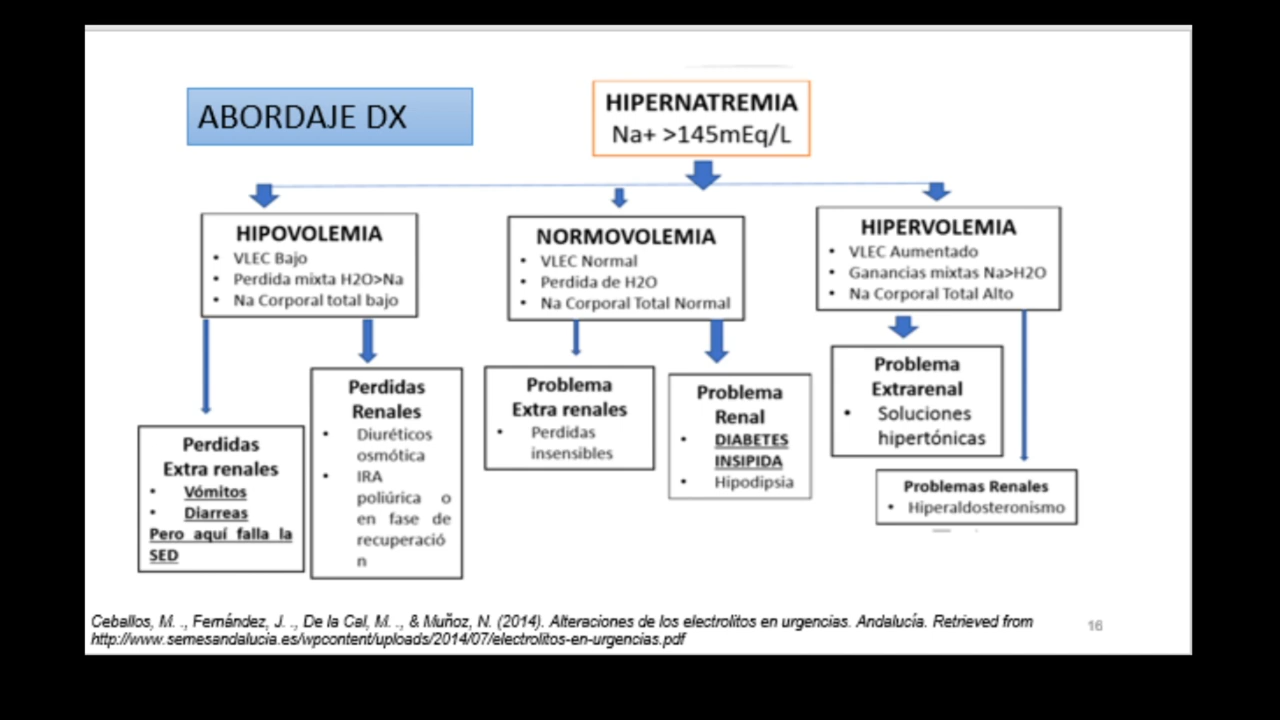 ABORDAJE DX
HIPERNATREMIA
Na+ >145mEq/L
HIPOVOLEMIA
• VLEC Bajo
• Perdida mixta H2O>Na
• Na Corporal total bajo
NORMOVOLEMIA
• VLEC Normal
• Perdida de H2O
• Na Corporal Total Normal
HIPERVOLEMIA
• VLEC Aumentado
• Ganancias mixtas Na>H2O
• Na Corporal Total Alto
Perdidas
Extra renales
• Vómitos
• Diarreas
Pero aquí falla la
SED
Perdidas
Renales
• Diuréticos
osmótica
• IRA
poliúrica o
en fase de
recuperació
n
Problema
Extra renales
• Perdidas
insensibles
Problema
Renal
• DIABETES
INSIPIDA
• Hipodipsia
Problema
Extrarenal
• Soluciones
hipertónicas
Problemas Renales
• Hiperaldosteronismo
Ceballos, M. ., Fernández, J. ., De la Cal, M. ., & Muñoz, N. (2014). Alteraciones de los electrolitos en urgencias. Andalucía. Retrieved from
http://www.semesandalucia.es/wpcontent/uploads/2014/07/electrolitos-en-urgencias.pdf
16